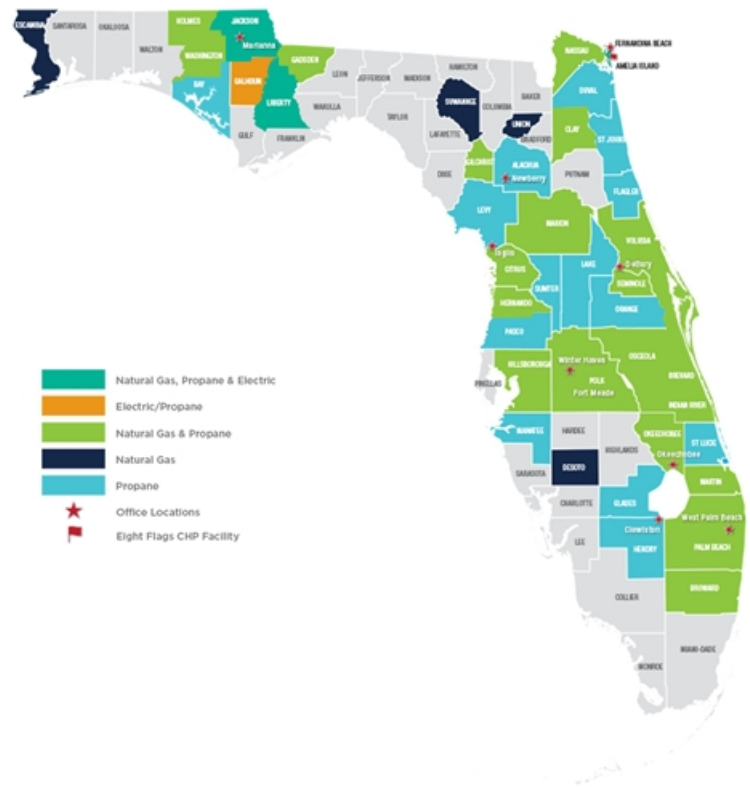 ESCAMBIA
SANTAROSA
OKALOOSA
WALTON
HOLMES
JACKSON
Marianna
WASHINGTON
BAY
CALHOUN
GADSDEN
LIBERTY
GULF
FRANKLIN
LEON
JEFFERSON
MADISON
WAKULLA
TAYLOR
HAMILTON
SUWANNEE
LAFAYETTE
COLUMBIA
BAKER
UNION
BRADFORD
NASSAU
FERNANDINA BEACH
AMELIA ISLAND
DUVAL
CLAY
ST JOHNS
GILCHRIST
DIXIE
ALACHUA
Newberry
PUTNAM
FLAGLER
LEVY
MARION
VOLUSIA
Inglis
CITRUS
LAKE
Debary
SEMINOLE
SUMTER
HERNANDO
ORANGE
PASCO
HILLSBOROUGH
PINELLAS
Winter Haven
POLK
Fort Meade
OSCEOLA
BREVARD
INDIAN RIVER
Natural Gas, Propane & Electric
Electric/Propane
Natural Gas & Propane
Natural Gas
Propane
Office Locations
Eight Flags CHP Facility
MANATEE
HARDEE
HIGHLANDS
OKEECHOBEE
Okeechobee
ST LUCIE
SARASOTA
DESOTO
MARTIN
CHARLOTTE
GLADES
Clewiston
West Palm Beach
LEE
HENDRY
PALM BEACH
COLLIER
BROWARD
MONROE
MIAMI-DADE